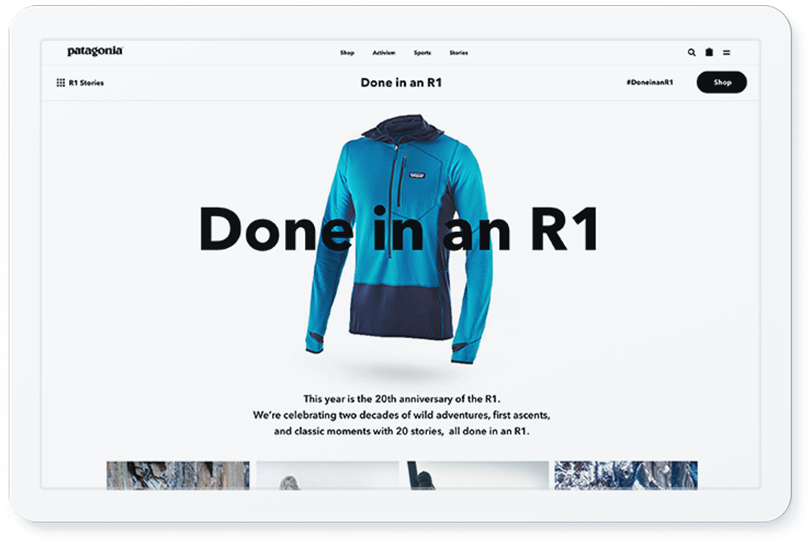 patagonia
Shop Activism Sports Stories
R1 Stories Done in an R1 #DoneinanR1 Shop
Done in an R1
This year is the 20th anniversary of the R1.
We're celebrating two decades of wild adventures, first ascents,
and classic moments with 20 stories, all done in an R1.